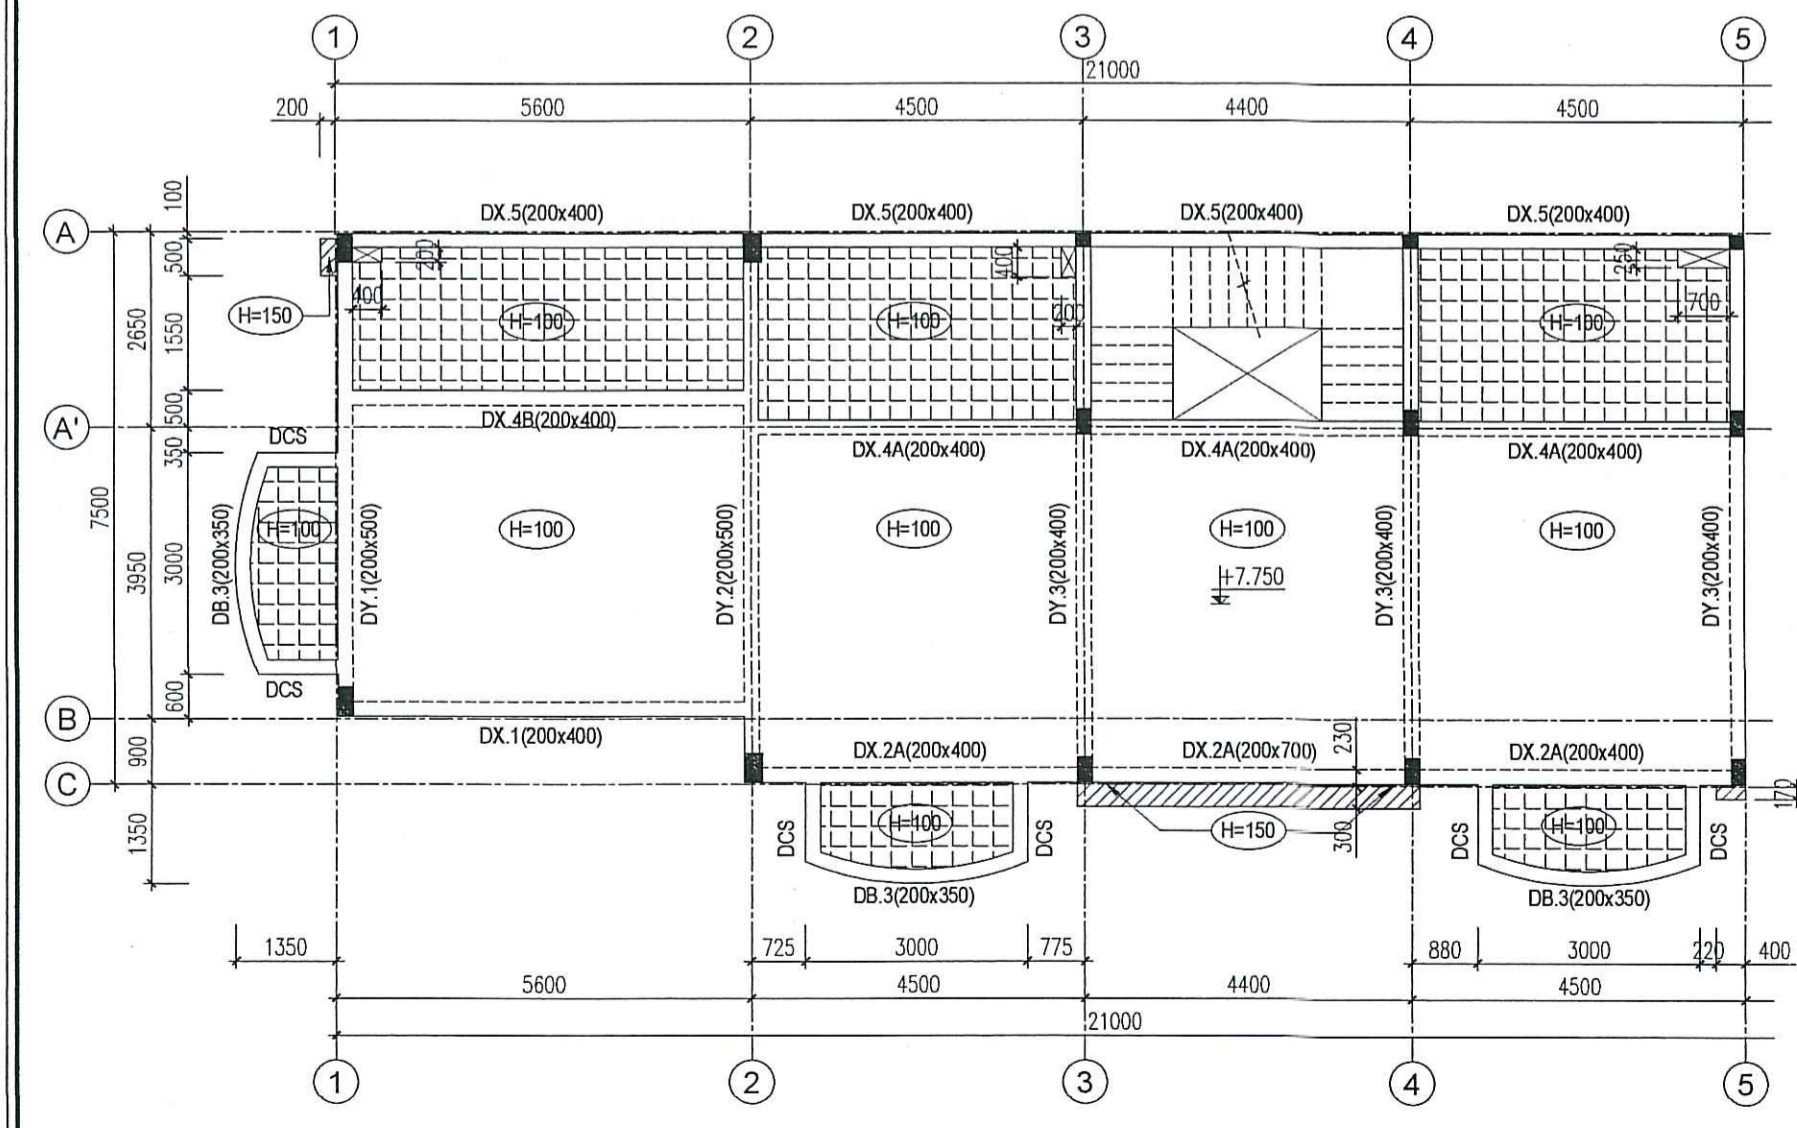 1 2 3 4 5
21000
200 5600 4500 4400 4500
100
DX.5(200x400) DX.5(200x400) DX.5(200x400) DX.5(200x400)
A
500 200 400 250
400 200 700
H=150 H=100 H=100 H=100
2650 1550
500
A'
DX.4B(200x400)
DCS
350
DX.4A(200x400) DX.4A(200x400) DX.4A(200x400)
7500
3950 3000
DB.3(200x350) H=100 DY.1(200x500) H=100 DY.2(200x500) H=100 DY.3(200x400) H=100 DY.3(200x400) H=100 DY.3(200x400)
+7.750
DCS
600
B
DX.1(200x400)
900
DX.2A(200x400) DX.2A(200x700) 230 DX.2A(200x400)
C
170
1350
DCS H=100 DCS H=150 300 DCS H=100 DCS
DB.3(200x350) DB.3(200x350)
1350 725 3000 775 880 3000 220 400
5600 4500 4400 4500
21000
1 2 3 4 5